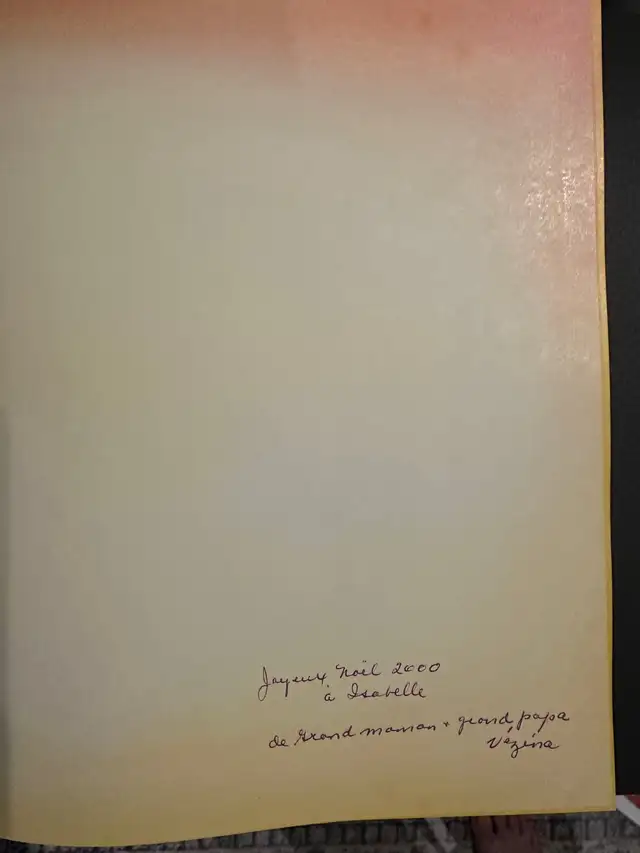 Joyeux Noël 2000
à Isabelle
de Grand maman + grand papa
Vézina